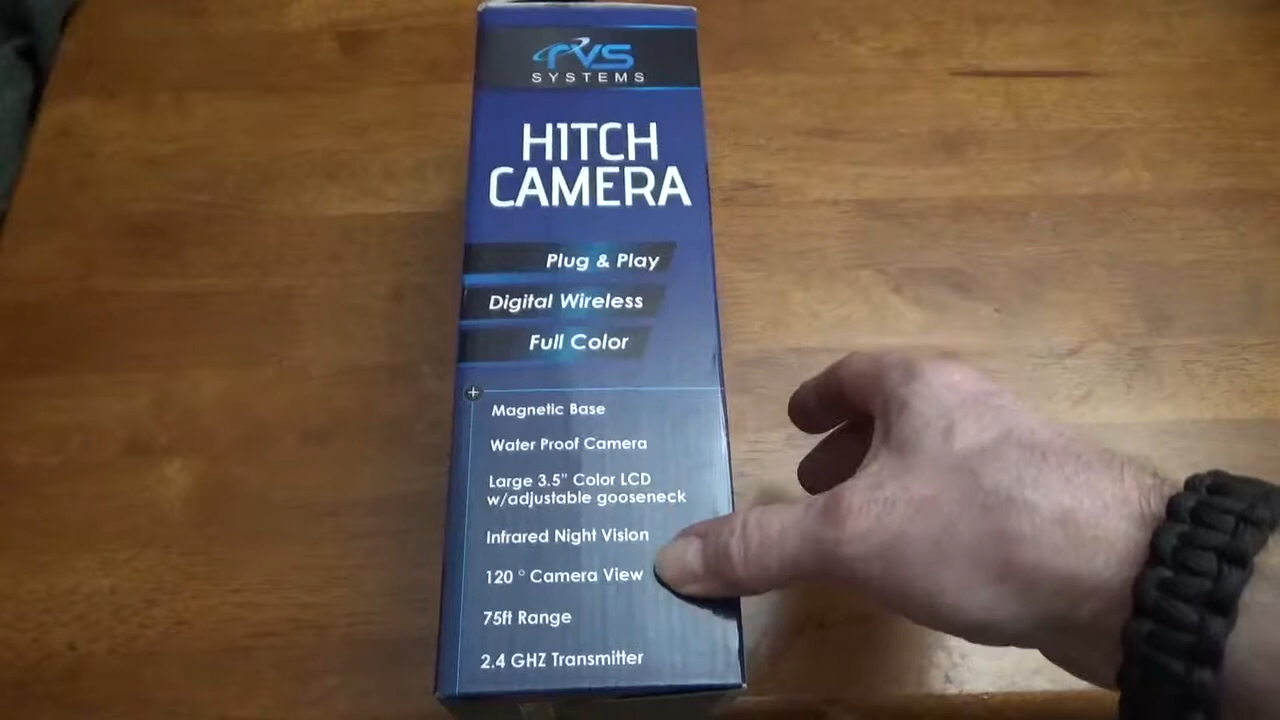 rVS
SYSTEMS
HITCH
CAMERA
Plug & Play
Digital Wireless
Full Color
Magnetic Base
Water Proof Camera
Large 3.5" Color LCD
w/adjustable gooseneck
Infrared Night Vision
120 ° Camera View
75ft Range
2.4 GHZ Transmitter